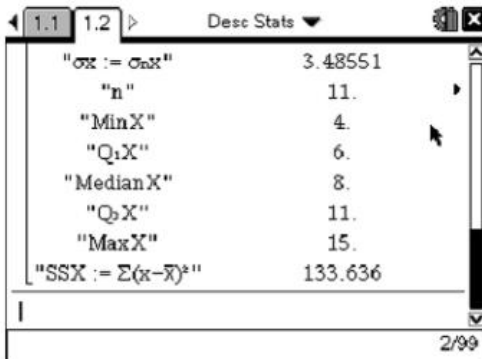 1.1 1.2 Desc Stats
"σx := σₙx" 3.48551
"n" 11.
"MinX" 4.
"Q₁X" 6.
"MedianX" 8.
"Q₃X" 11.
"MaxX" 15.
"SSX := Σ(x-x̄)²" 133.636
2/99